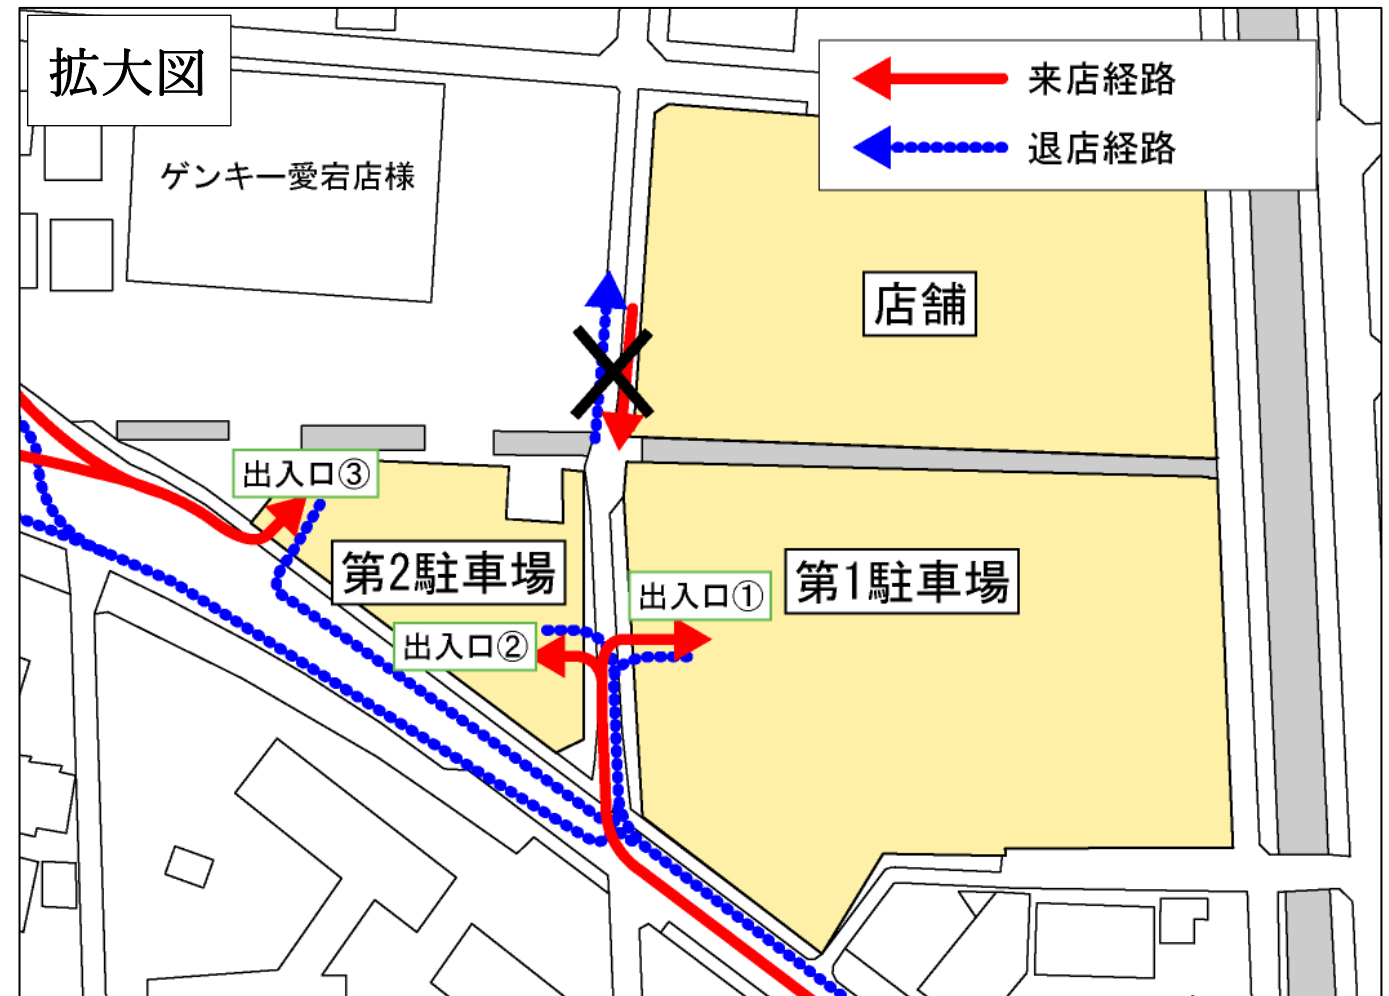 拡大図
来店経路
退店経路
ゲンキー愛宕店様
店舗
出入口③
第2駐車場
第1駐車場
出入口①
出入口②